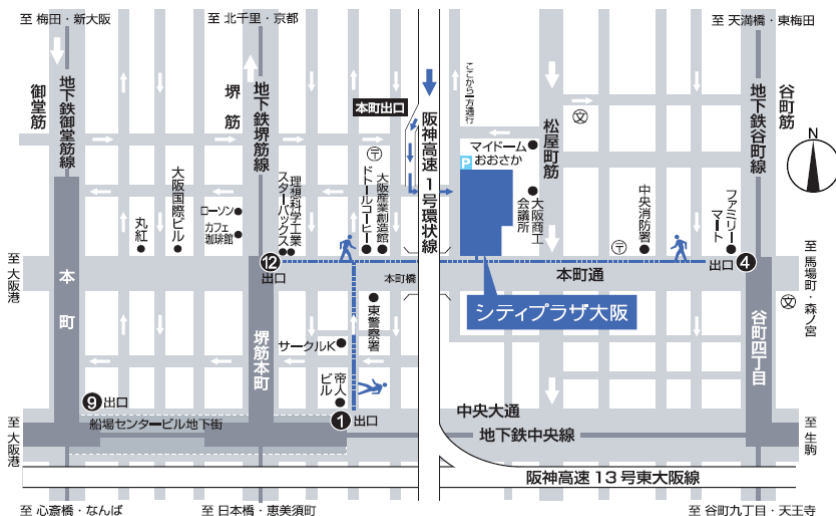 至 梅田・新大阪
至 北千里・京都
至 天満橋・東梅田
御堂筋
地下鉄御堂筋線
堺筋
地下鉄堺筋線
本町出口
阪神高速1号環状線
ここから一方通行
松屋町筋
文
地下鉄谷町線
谷町筋
N
〒
マイドーム
おおさか
P
大阪商工
会議所
丸紅
大阪国際ビル
ローソン
カフェ
珈琲館
理想科学工業
スターバックス
大阪産業創造館
ドトールコーヒー
〒
中央消防署
ファミリー
マート
至 大阪港
12
出口
本町橋
本町通
出口
4
至 馬場町・森ノ宮
文
本町
堺筋本町
東警察署
サークルK
帝人
ビル
シティプラザ大阪
谷町四丁目
9
出口
1
出口
中央大通
至 大阪港
船場センタービル地下街
地下鉄中央線
至 生駒
阪神高速13号東大阪線
至 心斎橋・なんば
至 日本橋・恵美須町
至 谷町九丁目・天王寺